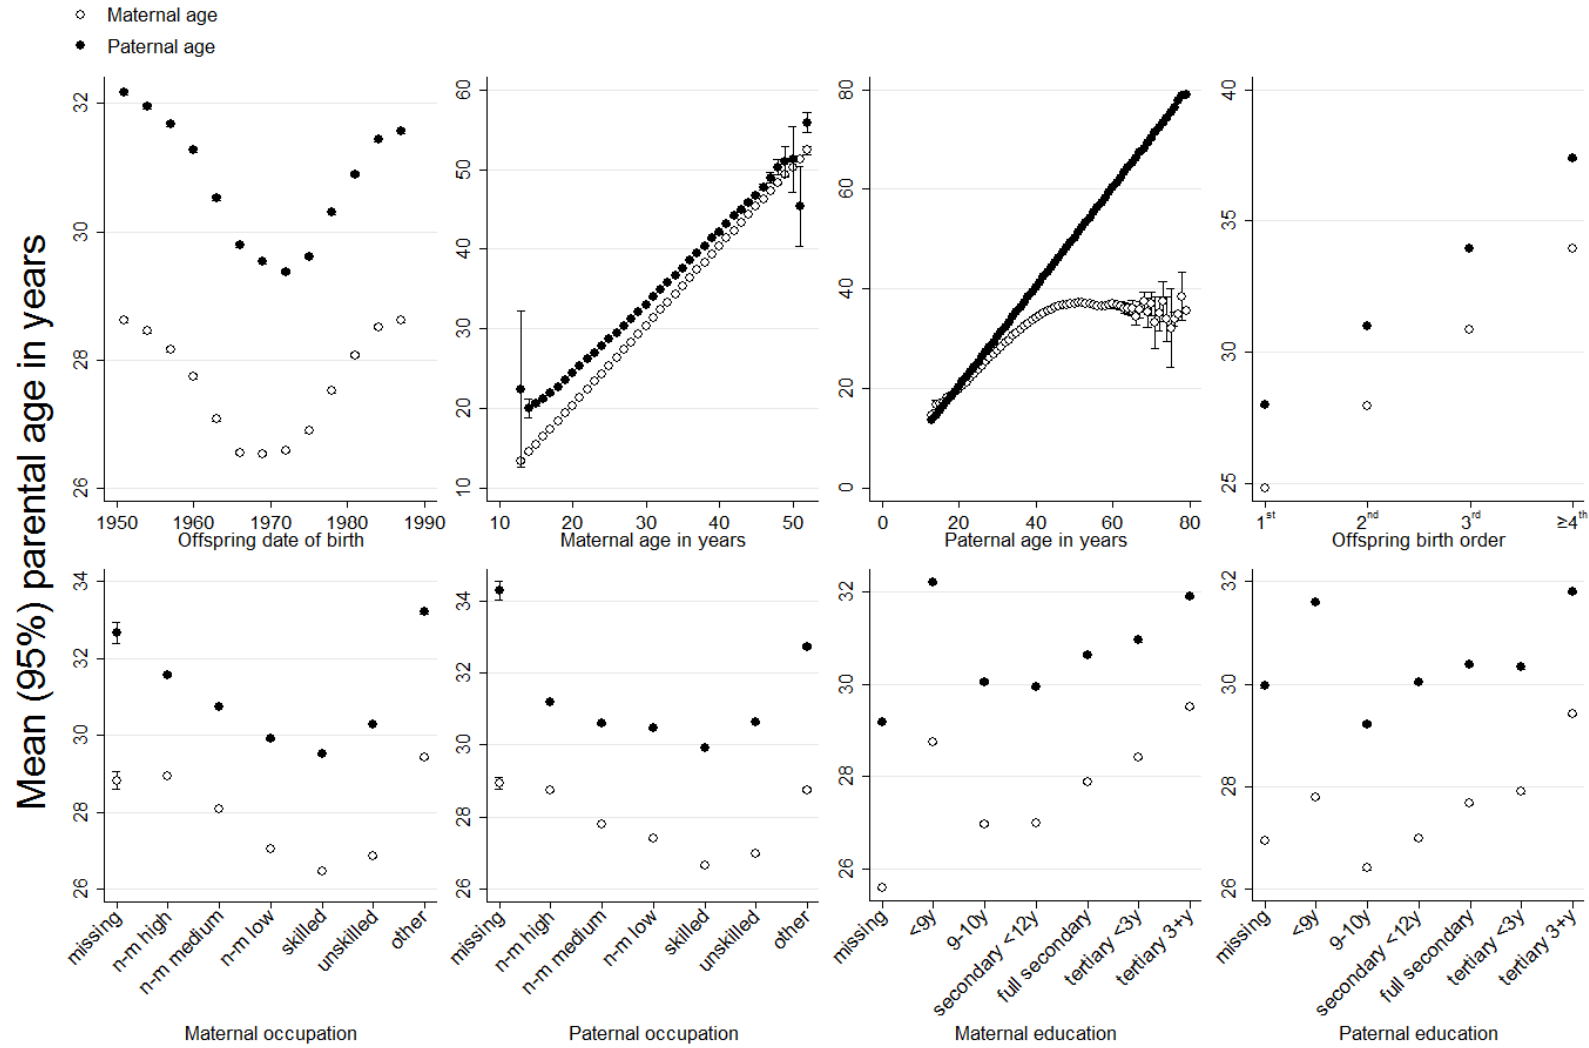 Maternal age
Paternal age
Mean (95%) parental age in years
32
30
28
26
1950 1960 1970 1980 1990
Offspring date of birth
60
50
40
30
20
10
10 20 30 40 50
Maternal age in years
80
60
40
20
0
0 20 40 60 80
Paternal age in years
40
35
30
25
1st 2nd 3rd ≥4th
Offspring birth order
34
32
30
28
26
missing
n-m high
n-m medium
n-m low
skilled
unskilled
other
Maternal occupation
34
32
30
28
26
missing
n-m high
n-m medium
n-m low
skilled
unskilled
other
Paternal occupation
32
30
28
26
missing
<9y
9-10y
secondary <12y
full secondary
tertiary <3y
tertiary 3+y
Maternal education
32
30
28
26
missing
<9y
9-10y
secondary <12y
full secondary
tertiary <3y
tertiary 3+y
Paternal education